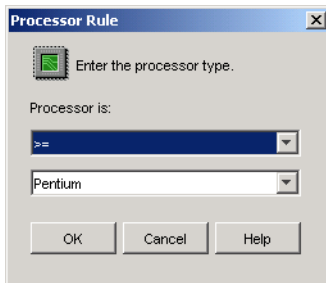 Processor Rule
Enter the processor type.
Processor is:
>=
Pentium
OK Cancel Help